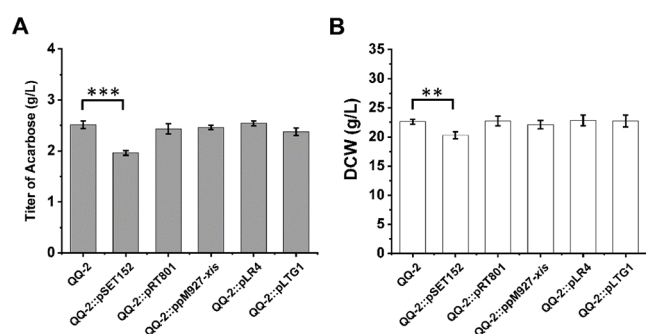 A
Titer of Acarbose (g/L)
4
3
2
1
0
***
QQ-2
QQ-2::pSET152
QQ-2::pRT801
QQ-2::ppM927-xis
QQ-2::pLR4
QQ-2::pLTG1
B
DCW (g/L)
35
30
25
20
15
10
5
0
**
QQ-2
QQ-2::pSET152
QQ-2::pRT801
QQ-2::ppM927-xis
QQ-2::pLR4
QQ-2::pLTG1